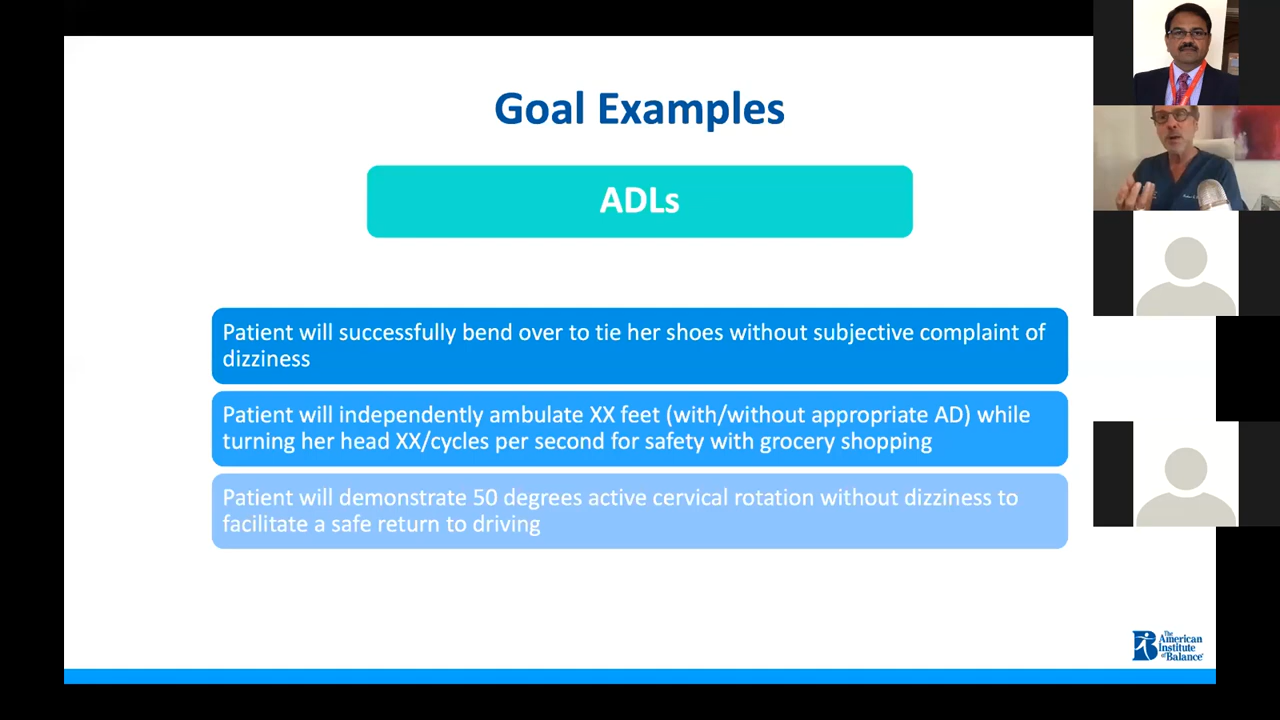 Goal Examples
ADLs
Patient will successfully bend over to tie her shoes without subjective complaint of
dizziness
Patient will independently ambulate XX feet (with/without appropriate AD) while
turning her head XX/cycles per second for safety with grocery shopping
Patient will demonstrate 50 degrees active cervical rotation without dizziness to
facilitate a safe return to driving
The
American
Institute
of Balance